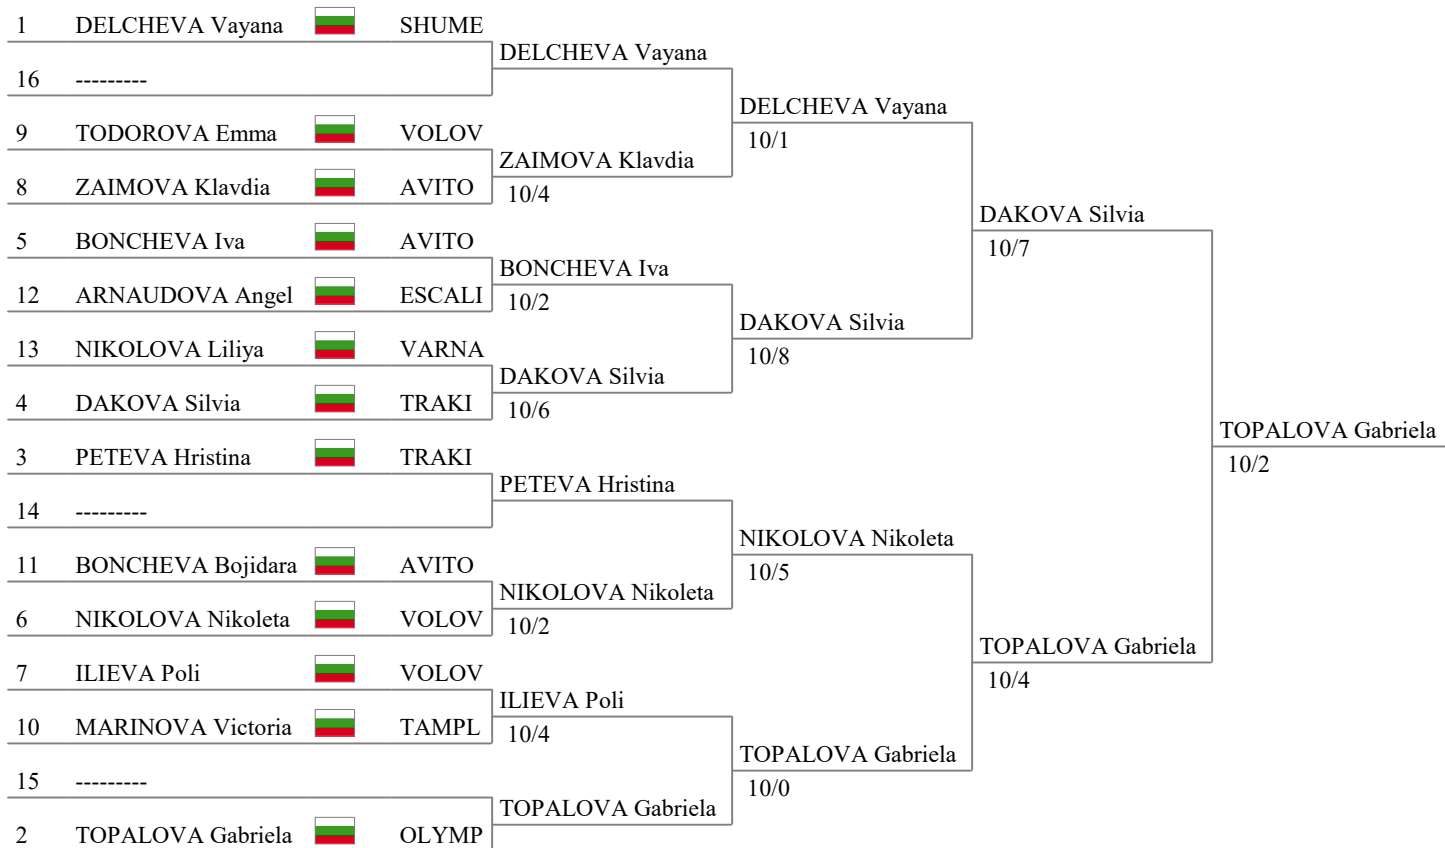 1 DELCHEVA Vayana SHUME
DELCHEVA Vayana
16 ---------
DELCHEVA Vayana
10/1
9 TODOROVA Emma VOLOV
ZAIMOVA Klavdia
10/4
8 ZAIMOVA Klavdia AVITO
DAKOVA Silvia
10/7
5 BONCHEVA Iva AVITO
BONCHEVA Iva
10/2
12 ARNAUDOVA Angel ESCALI
DAKOVA Silvia
10/8
13 NIKOLOVA Liliya VARNA
DAKOVA Silvia
10/6
4 DAKOVA Silvia TRAKI
TOPALOVA Gabriela
10/2
3 PETEVA Hristina TRAKI
PETEVA Hristina
14 ---------
NIKOLOVA Nikoleta
10/5
11 BONCHEVA Bojidara AVITO
NIKOLOVA Nikoleta
10/2
6 NIKOLOVA Nikoleta VOLOV
TOPALOVA Gabriela
10/4
7 ILIEVA Poli VOLOV
ILIEVA Poli
10/4
10 MARINOVA Victoria TAMPL
TOPALOVA Gabriela
10/0
15 ---------
TOPALOVA Gabriela
2 TOPALOVA Gabriela OLYMP